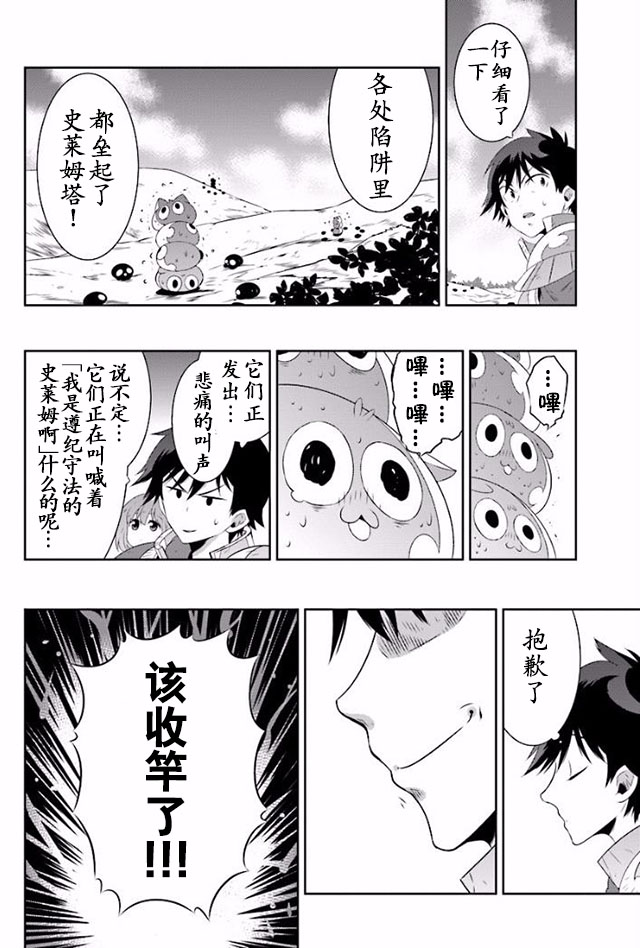 仔细看了
一下
各处陷阱里
都垒起了
史莱姆塔！
…嗶
…嗶…
…嗶…
它们正
发出…
悲痛的叫声
说不定…
它们正在叫喊着
「我是遵纪守法的
史莱姆啊」什么的呢…
抱歉了
该收竿了!!!